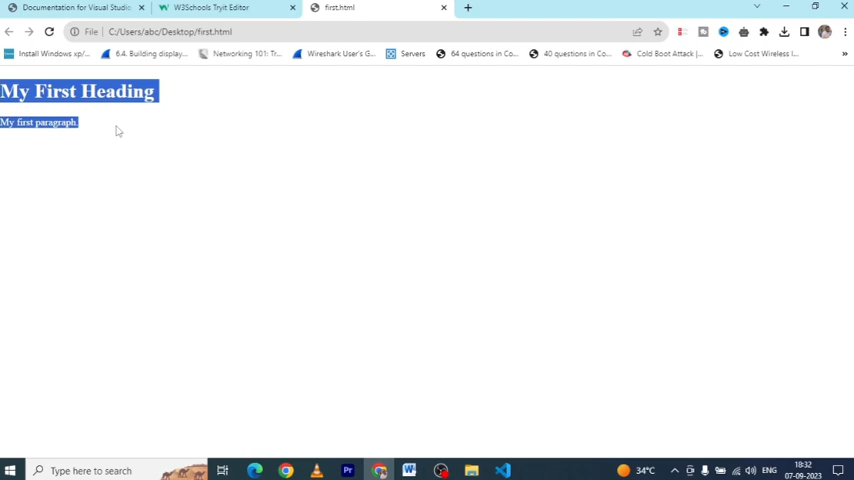 Documentation for Visual Studio
W3Schools Tryit Editor
first.html
File
C:/Users/abc/Desktop/first.html
Install Windows xp/...
6.4. Building display...
Networking 101: Tr...
Wireshark User's G...
Servers
64 questions in Co...
40 questions in Co...
Cold Boot Attack |...
Low Cost Wireless I...
»
My First Heading
My first paragraph.
Type here to search
Pr
W
34°C
ENG
18:32
07-09-2023